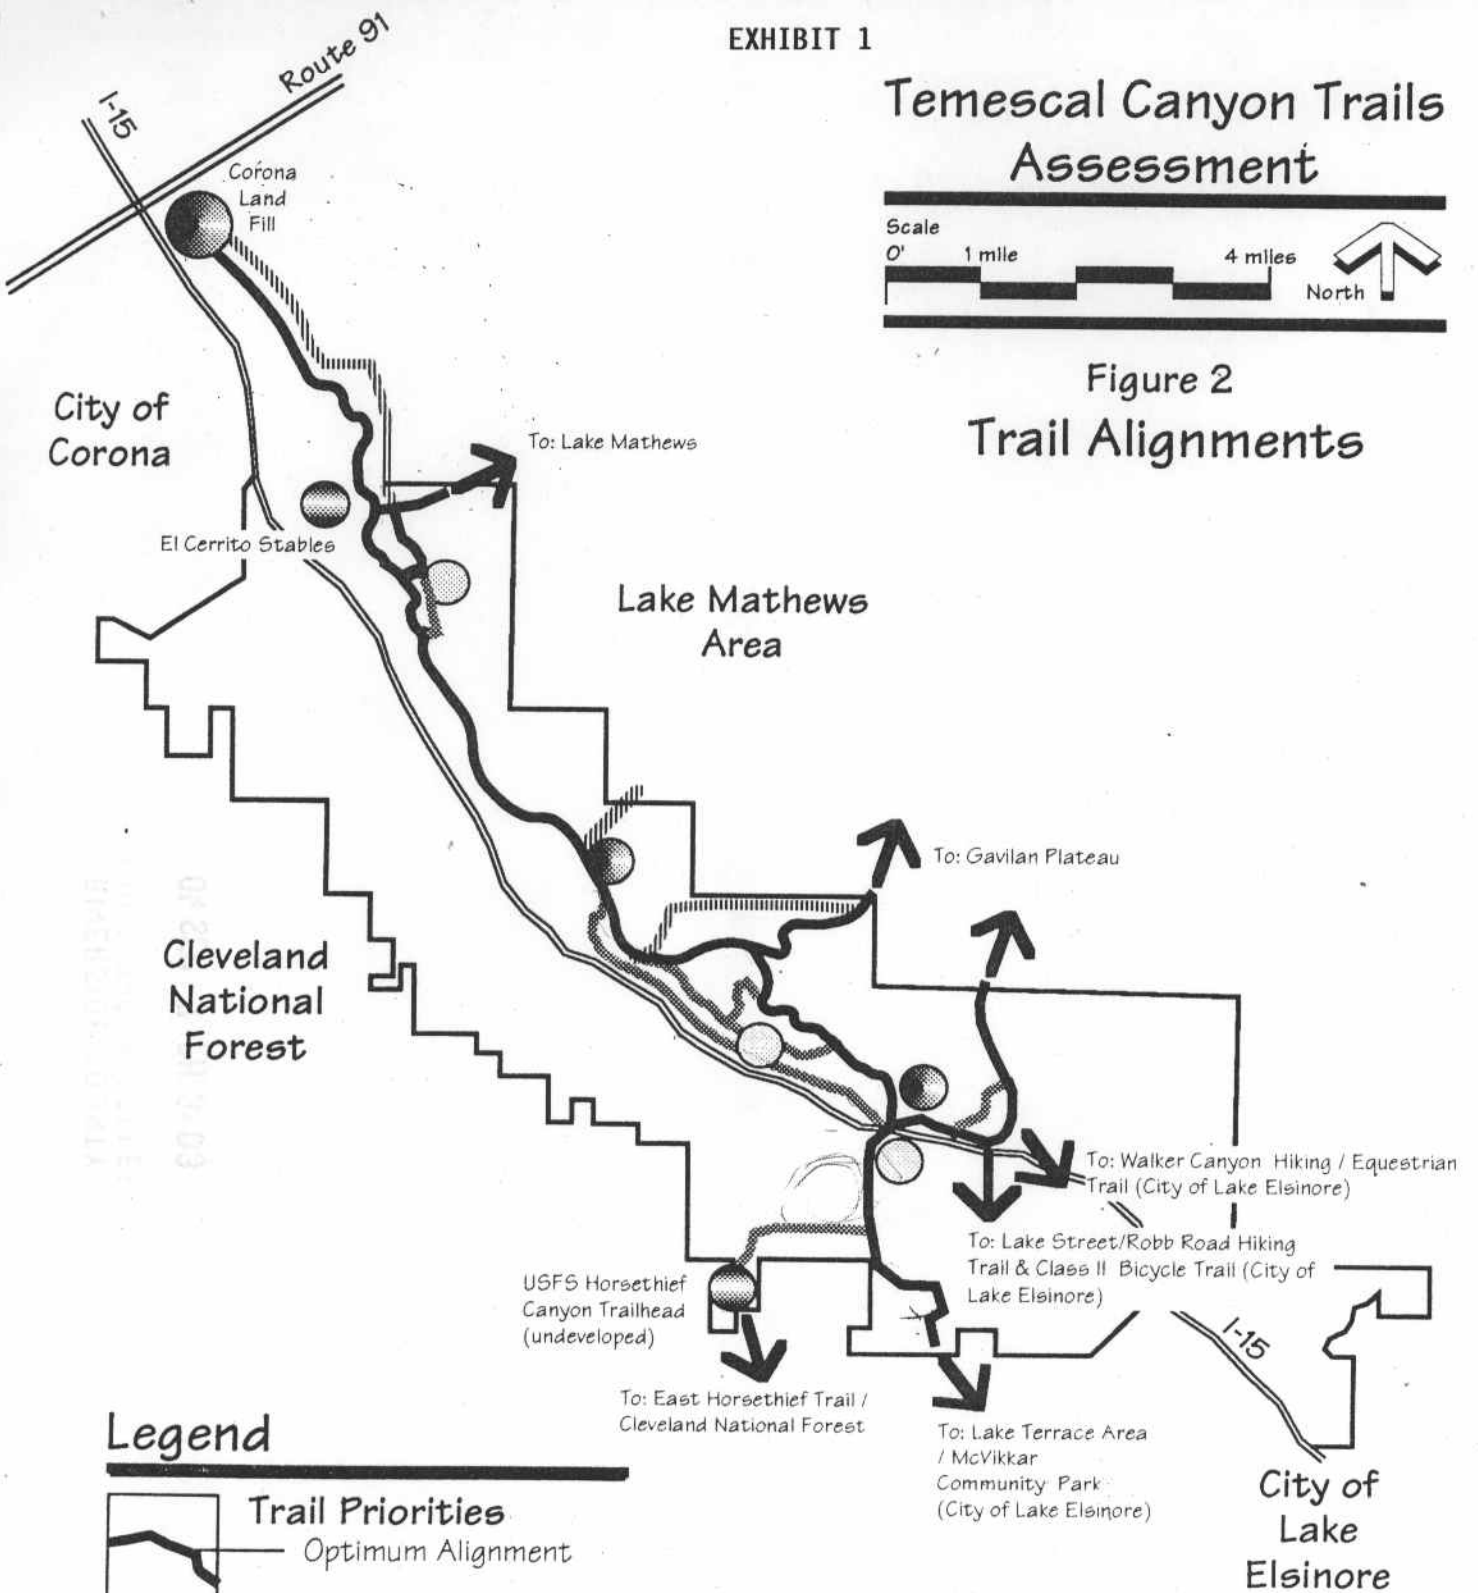 EXHIBIT 1
Temescal Canyon Trails
Assessment
Scale
0' 1 mile 4 miles
North
Figure 2
Trail Alignments
Route 91
I-15
Corona
Land
Fill
City of
Corona
To: Lake Mathews
El Cerrito Stables
Lake Mathews
Area
To: Gavilan Plateau
Cleveland
National
Forest
To: Walker Canyon Hiking / Equestrian
Trail (City of Lake Elsinore)
To: Lake Street/Robb Road Hiking
Trail & Class II Bicycle Trail (City of
Lake Elsinore)
USFS Horsethief
Canyon Trailhead
(undeveloped)
I-15
To: East Horsethief Trail /
Cleveland National Forest
To: Lake Terrace Area
/ McVikkar
Community Park
(City of Lake Elsinore)
City of
Lake
Elsinore
Legend
Trail Priorities
Optimum Alignment